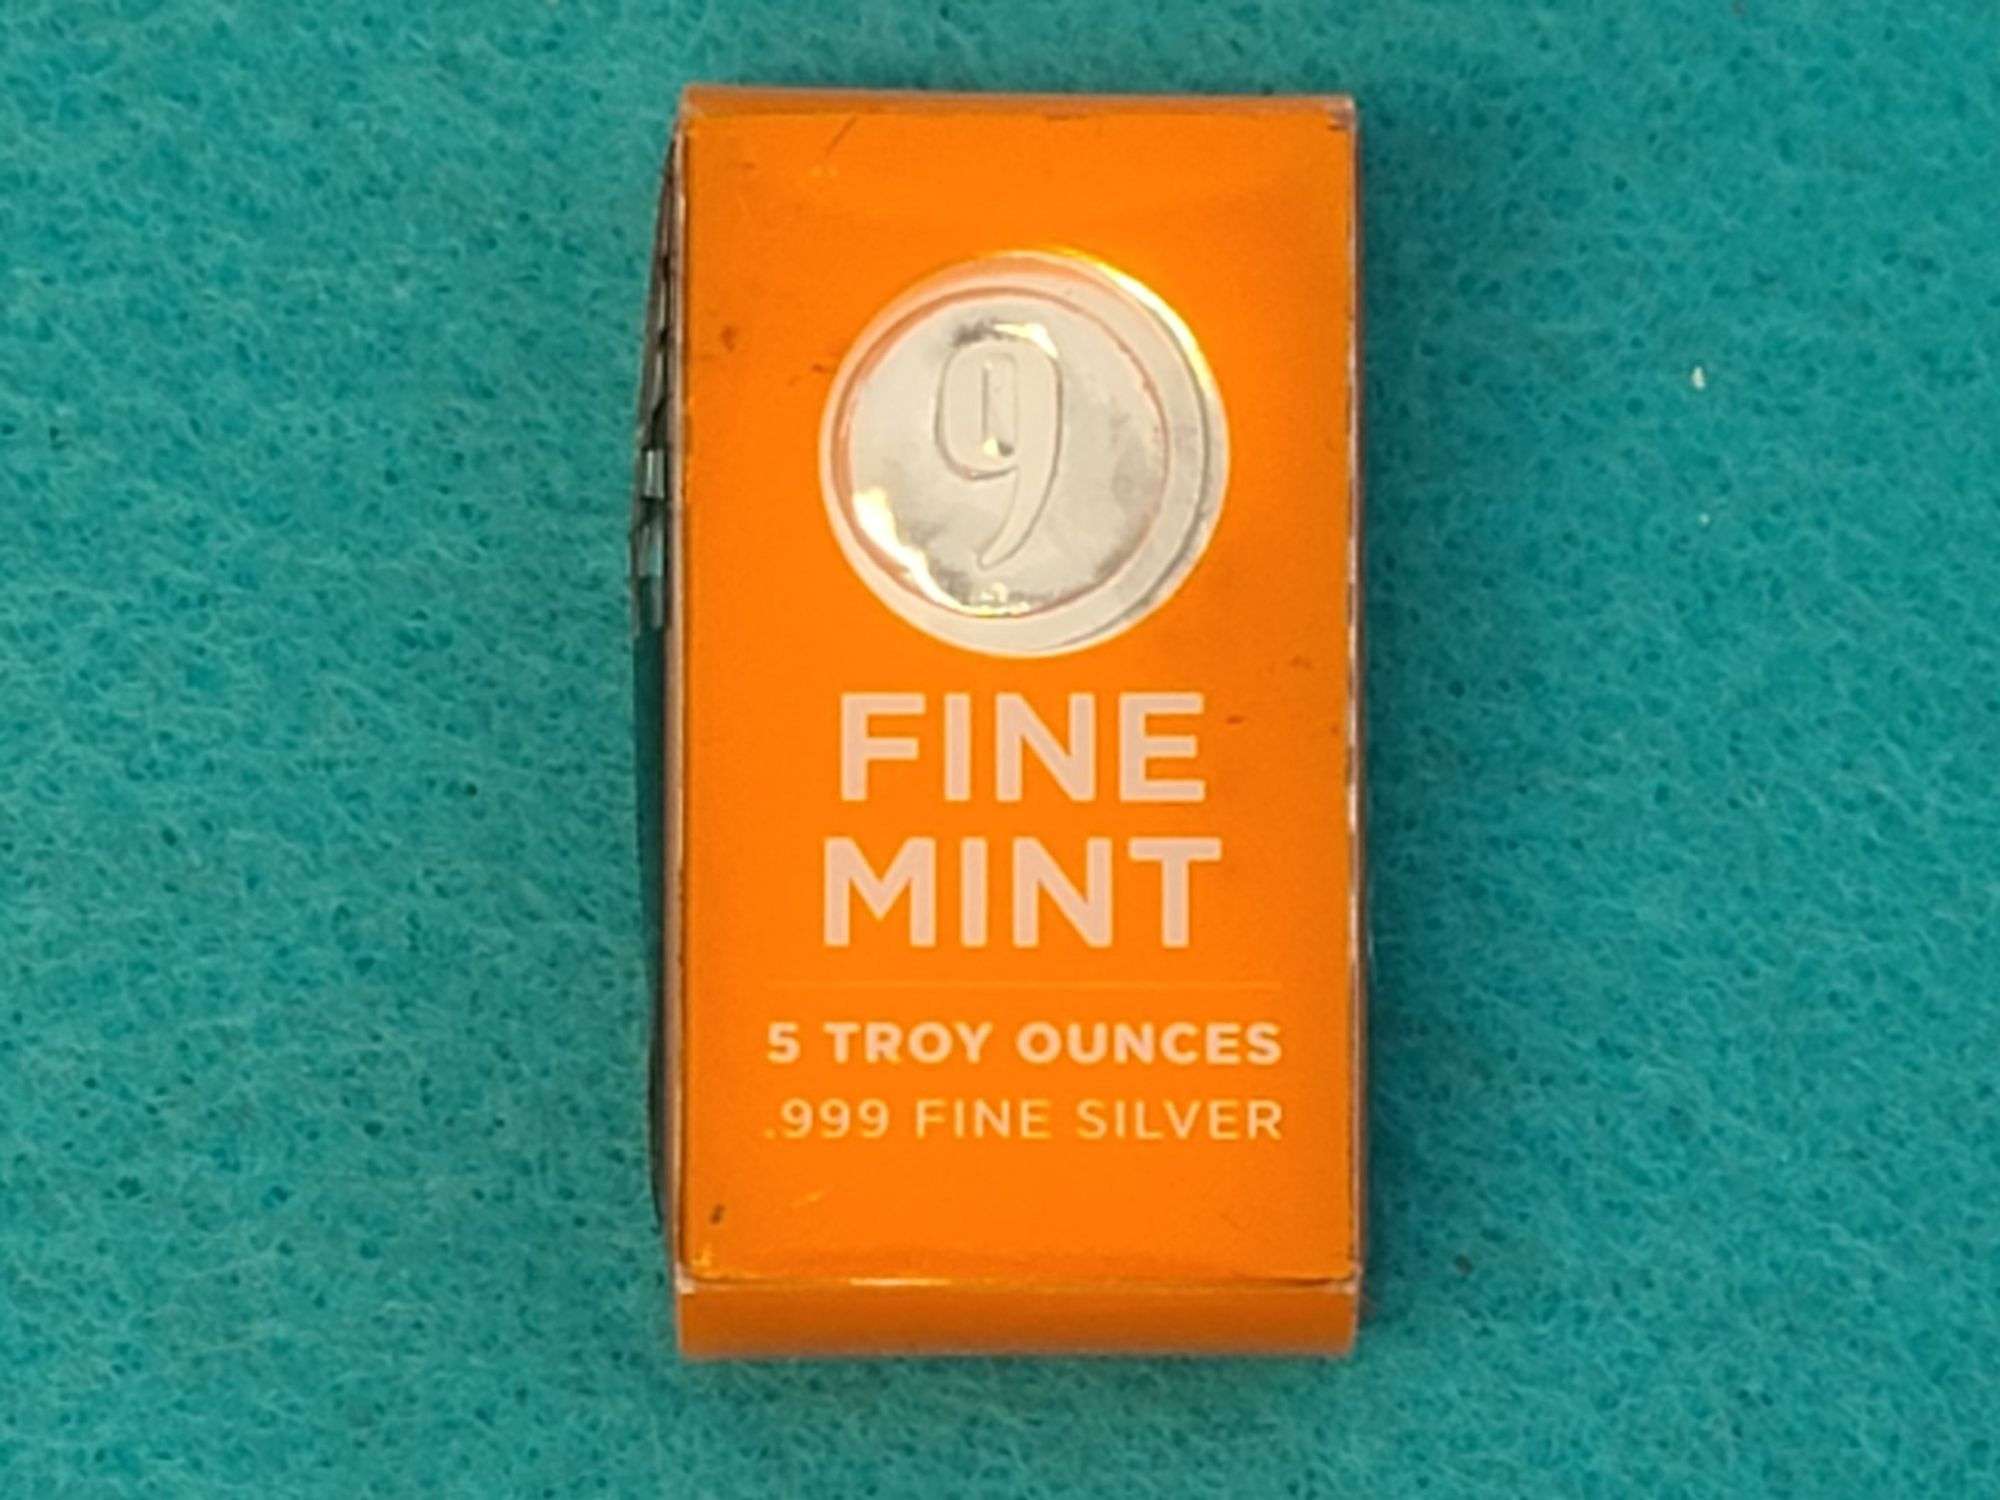 9
FINE
MINT
5 TROY OUNCES
.999 FINE SILVER